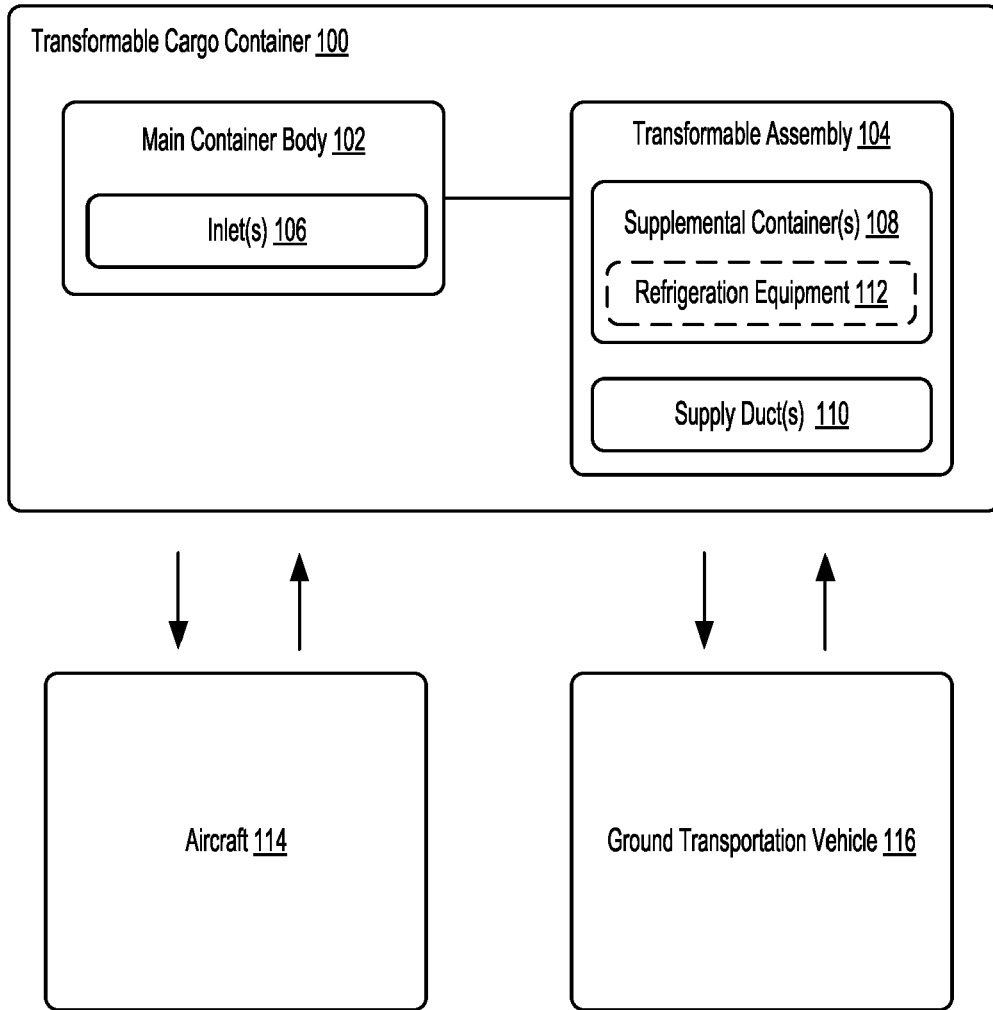 Transformable Cargo Container 100
Main Container Body 102
Inlet(s) 106
Transformable Assembly 104
Supplemental Container(s) 108
Refrigeration Equipment 112
Supply Duct(s) 110
Aircraft 114
Ground Transportation Vehicle 116